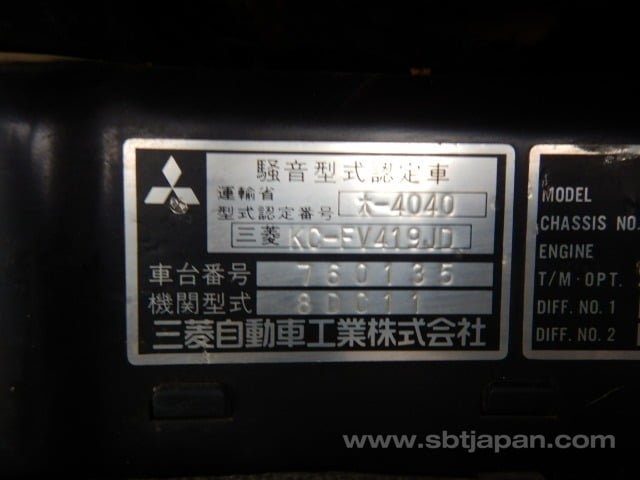 騒音型式認定車
運輸省
型式認定番号 大-4040
三菱 KC-FV419JD
車台番号 760135
機関型式 8DC11
三菱自動車工業株式会社
MODEL
CHASSIS NO.
ENGINE
T/M・OPT.
DIFF. NO. 1
DIFF. NO. 2
www.sbtjapan.com